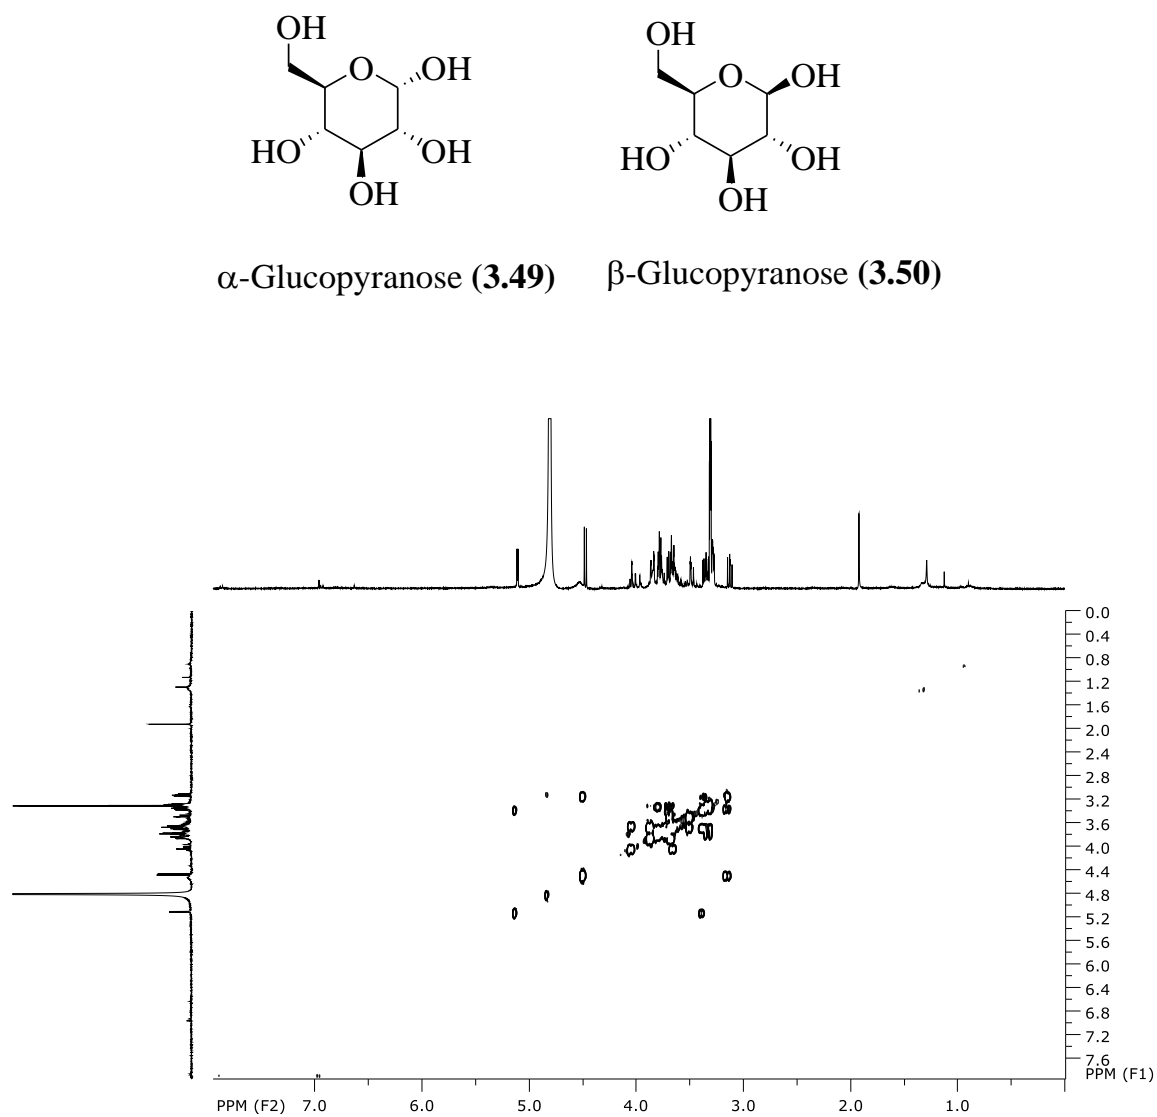 OH
O
OH
HO
OH
OH
OH
O
OH
HO
OH
OH
α-Glucopyranose (3.49)
β-Glucopyranose (3.50)
0.0
0.4
0.8
1.2
1.6
2.0
2.4
2.8
3.2
3.6
4.0
4.4
4.8
5.2
5.6
6.0
6.4
6.8
7.2
7.6
PPM (F1)
PPM (F2) 7.0 6.0 5.0 4.0 3.0 2.0 1.0